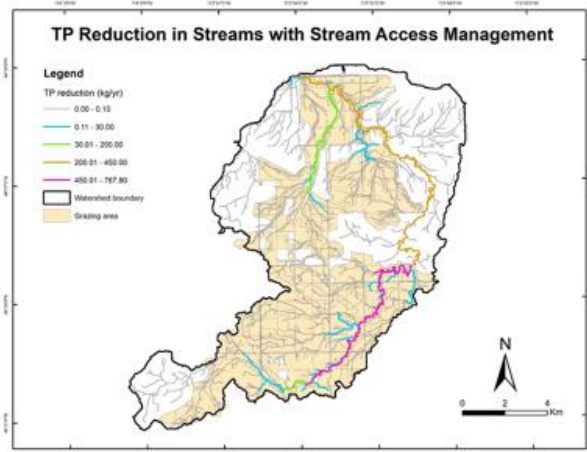 TP Reduction in Streams with Stream Access Management
Legend
TP reduction (kg/yr)
0.00 - 0.10
0.11 - 30.00
30.01 - 200.00
200.01 - 450.00
450.01 - 767.80
Watershed boundary
Grazing area
N
0 2 4
Km